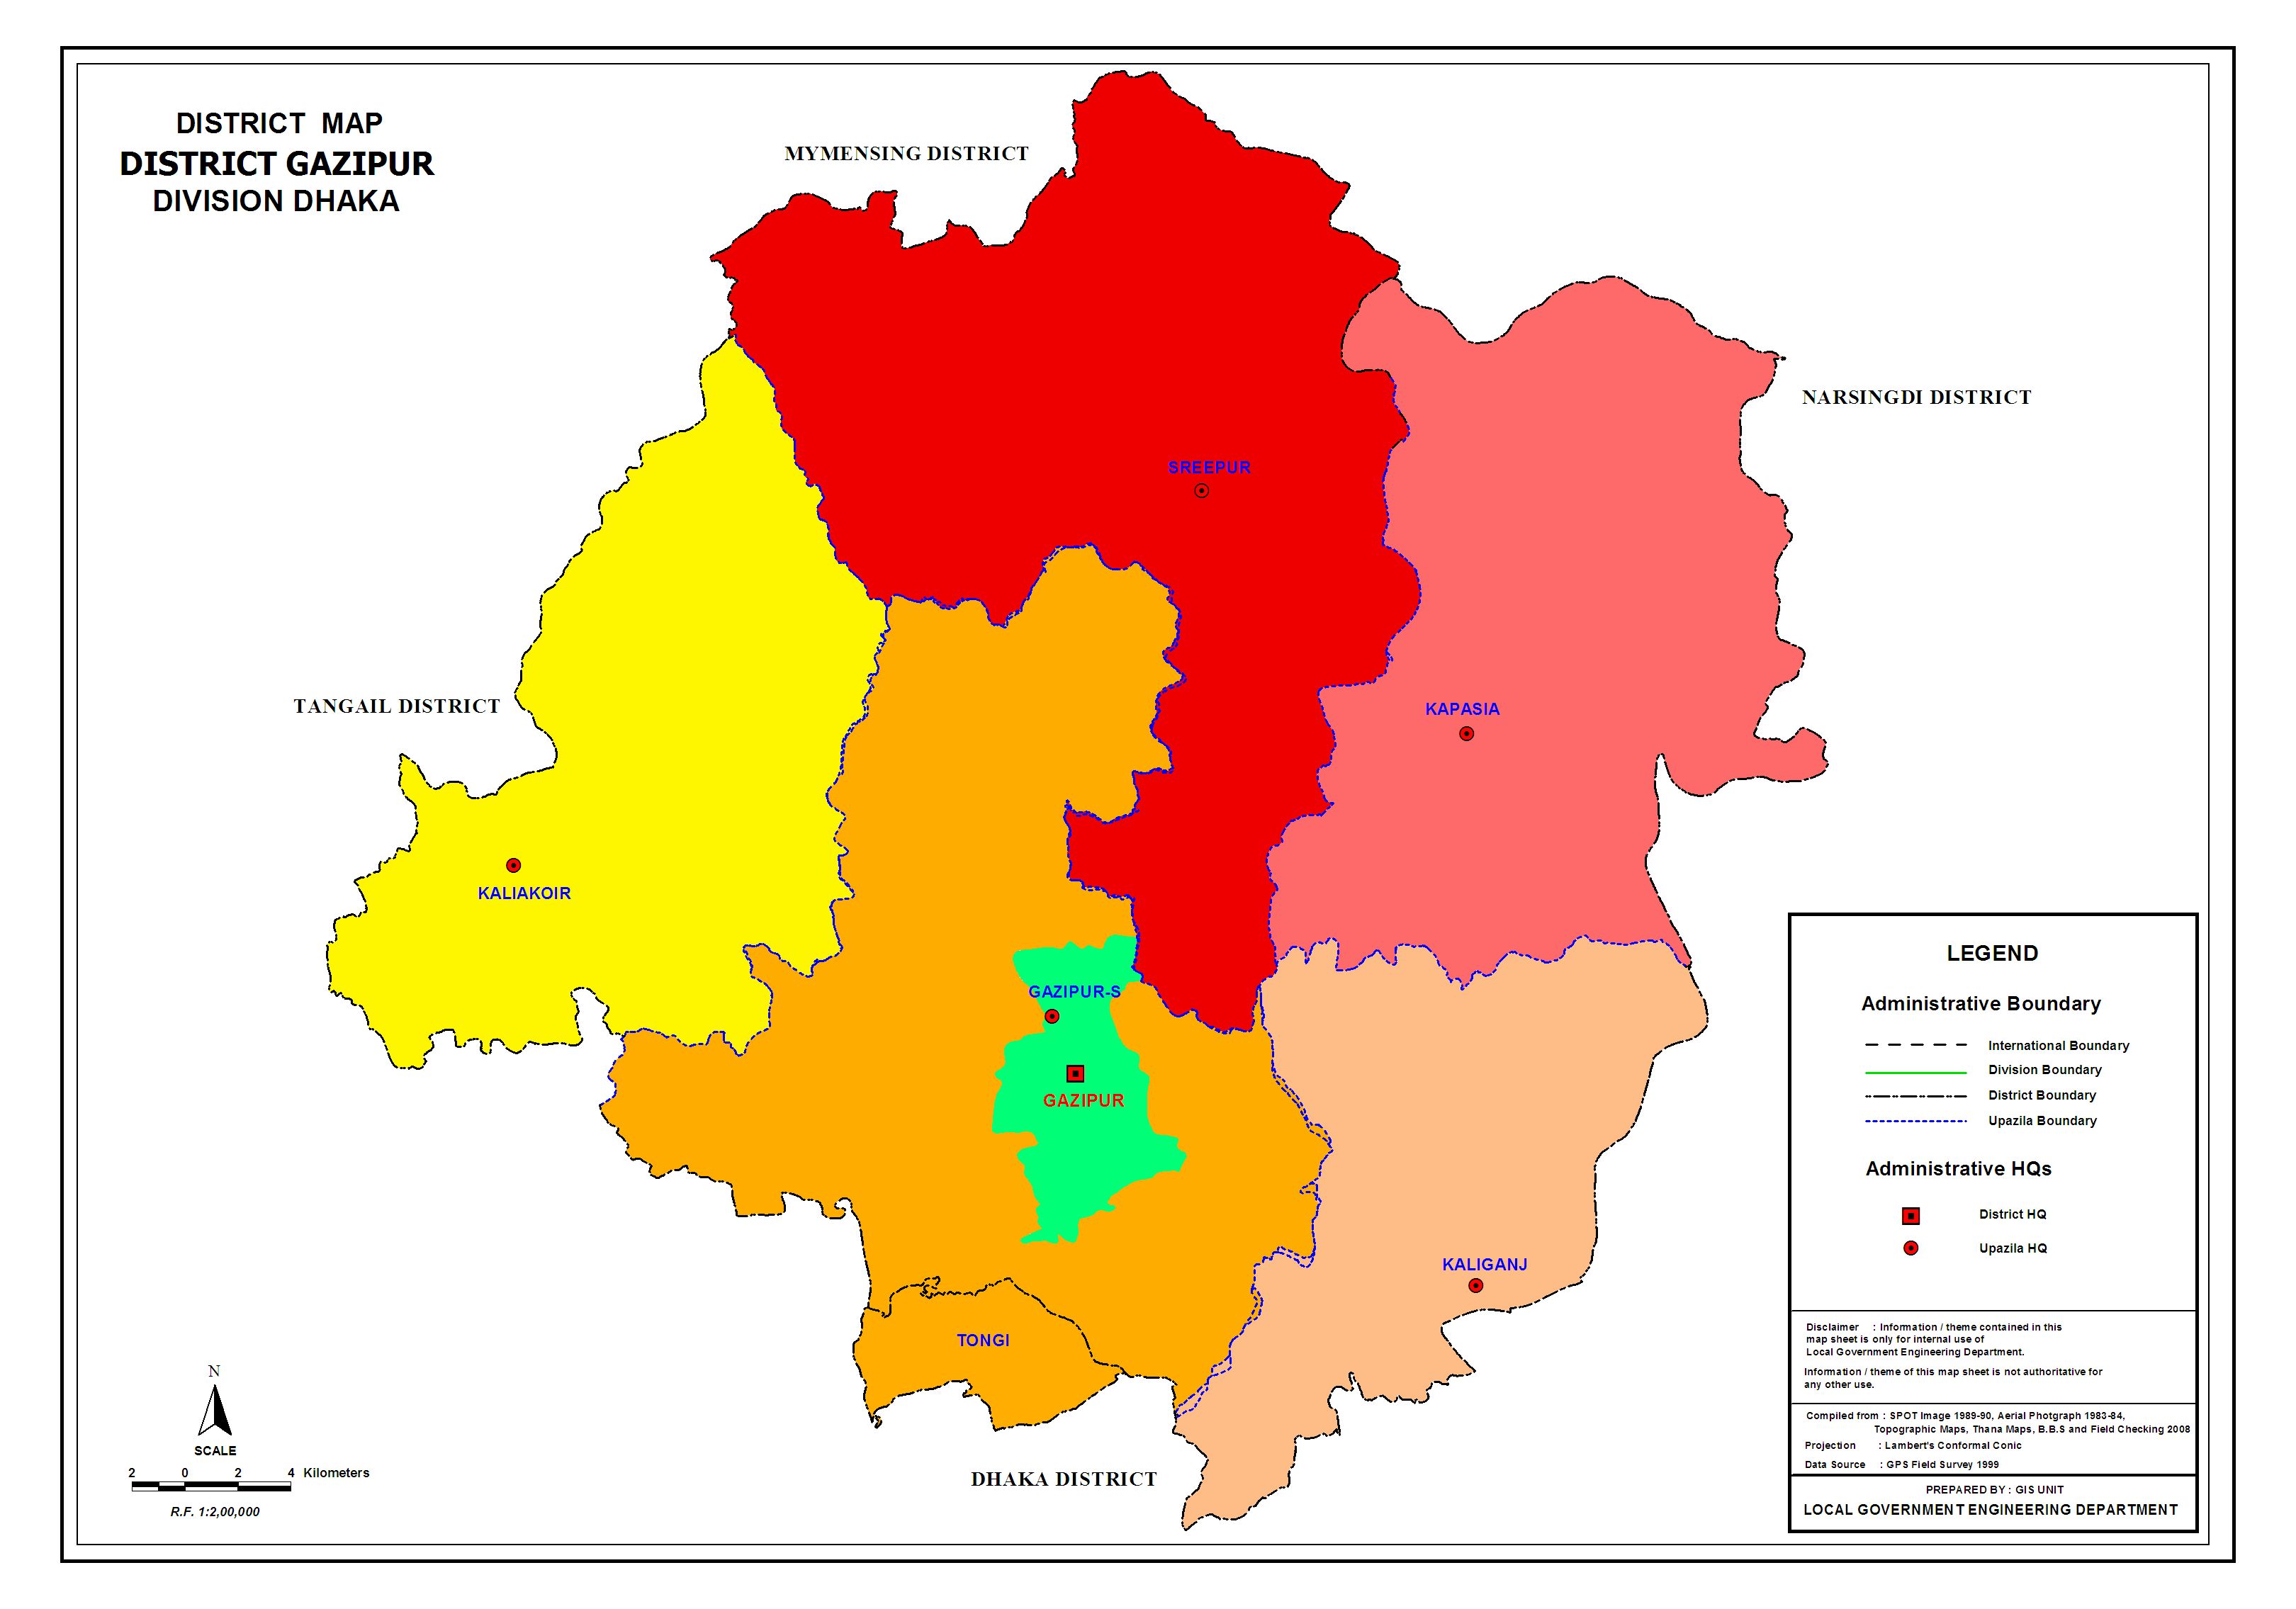 DISTRICT MAP
DISTRICT GAZIPUR
DIVISION DHAKA
MYMENSING DISTRICT
NARSINGDI DISTRICT
SREEPUR
TANGAIL DISTRICT
KAPASIA
KALIAKOIR
GAZIPUR-S
GAZIPUR
KALIGANJ
TONGI
DHAKA DISTRICT
N
SCALE
2 0 2 4 Kilometers
R.F. 1:2,00,000
LEGEND
Administrative Boundary
International Boundary
Division Boundary
District Boundary
Upazila Boundary
Administrative HQs
District HQ
Upazila HQ
Disclaimer : Information / theme contained in this
map sheet is only for internal use of
Local Government Engineering Department.
Information / theme of this map sheet is not authoritative for
any other use.
Compiled from : SPOT Image 1989-90, Aerial Photgraph 1983-84,
Topographic Maps, Thana Maps, B.B.S and Field Checking 2008
Projection : Lambert's Conformal Conic
Data Source : GPS Field Survey 1999
PREPARED BY : GIS UNIT
LOCAL GOVERNMENT ENGINEERING DEPARTMENT